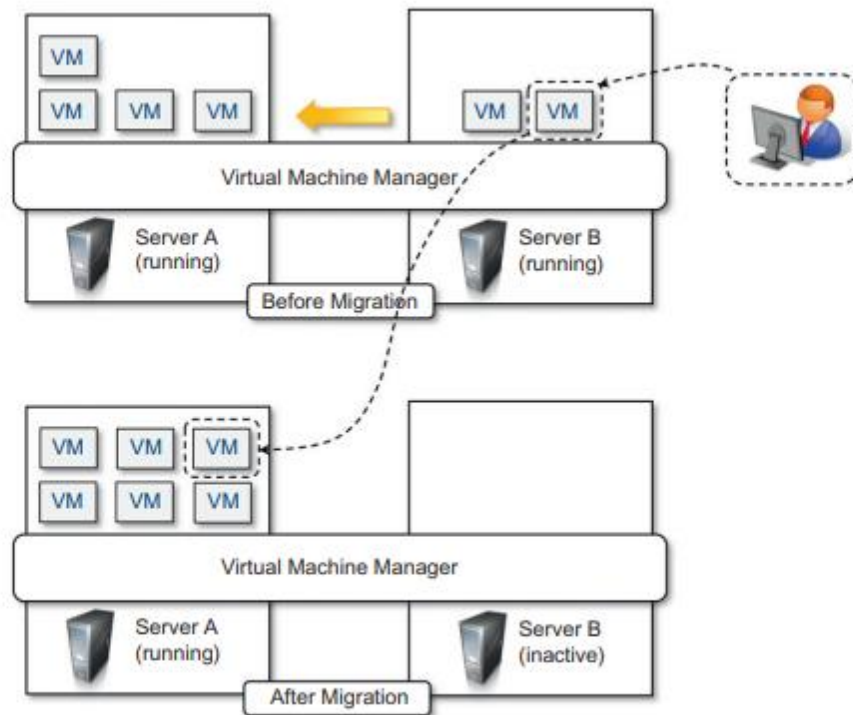 VM
VM VM VM
VM VM
Virtual Machine Manager
Server A
(running)
Server B
(running)
Before Migration
VM VM VM
VM VM VM
Virtual Machine Manager
Server A
(running)
Server B
(inactive)
After Migration